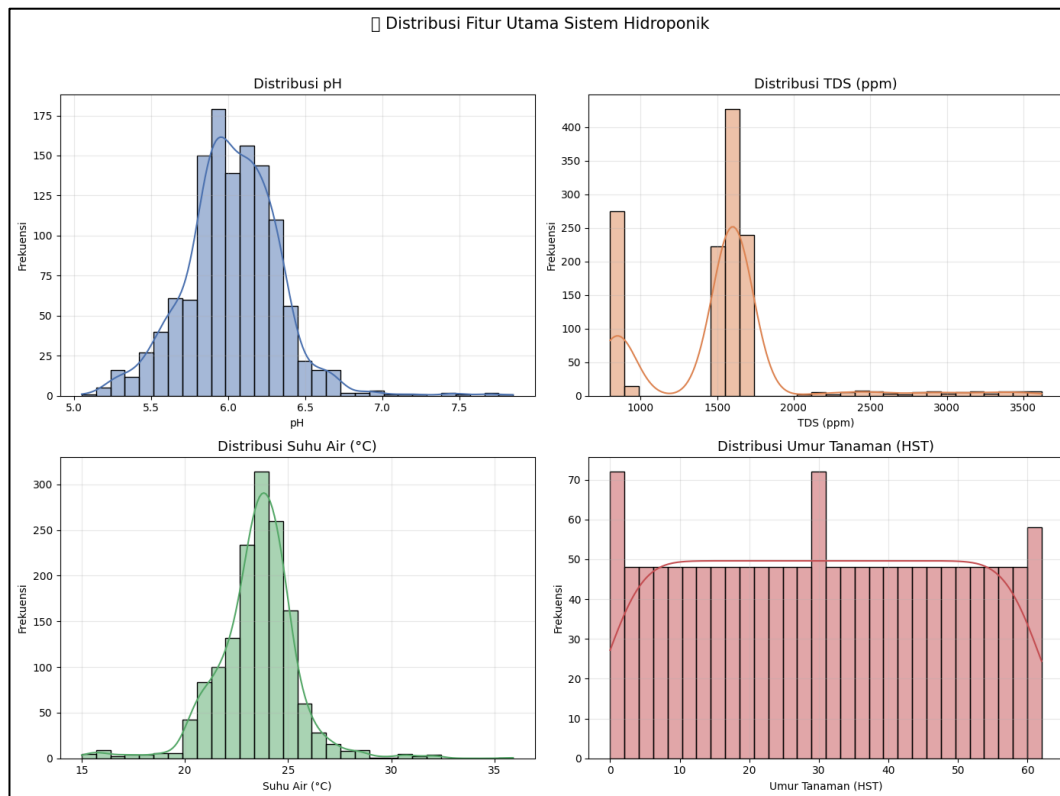 ▯ Distribusi Fitur Utama Sistem Hidroponik
Distribusi pH
175
150
125
100
75
50
25
0
Frekuensi
5.0 5.5 6.0 6.5 7.0 7.5
pH
Distribusi TDS (ppm)
400
350
300
250
200
150
100
50
0
Frekuensi
1000 1500 2000 2500 3000 3500
TDS (ppm)
Distribusi Suhu Air (°C)
300
250
200
150
100
50
0
Frekuensi
15 20 25 30 35
Suhu Air (°C)
Distribusi Umur Tanaman (HST)
70
60
50
40
30
20
10
0
Frekuensi
0 10 20 30 40 50 60
Umur Tanaman (HST)